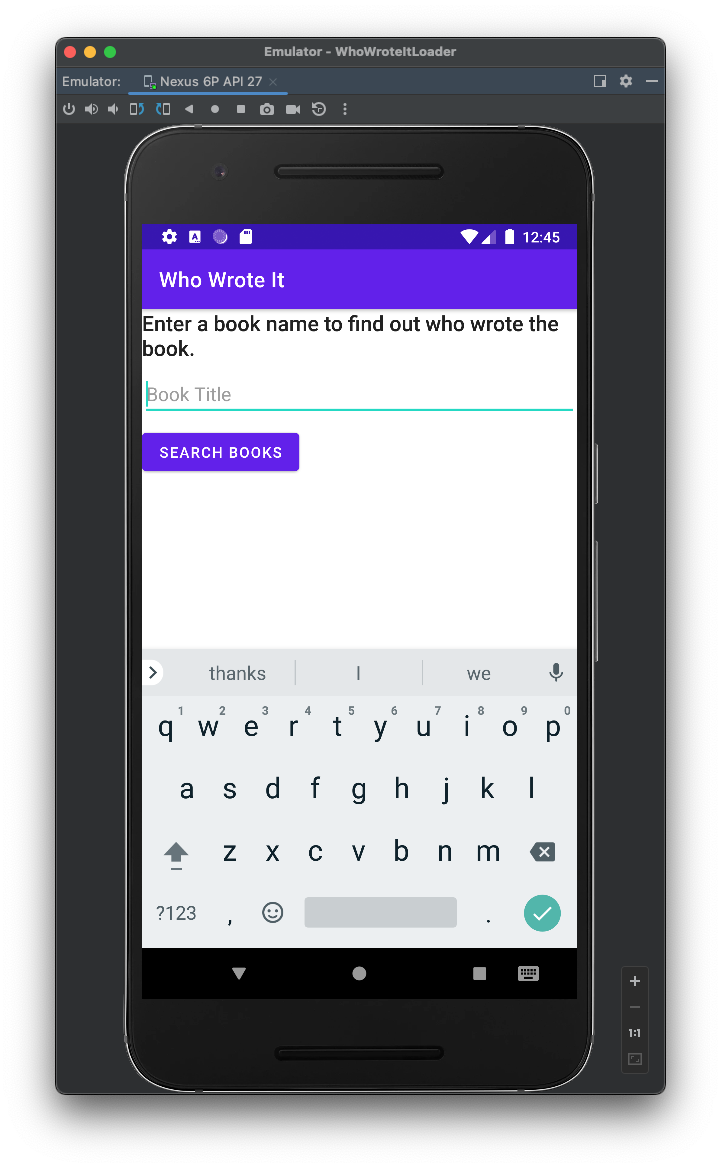 Emulator - WhoWroteItLoader
Emulator: Nexus 6P API 27
12:45
Who Wrote It
Enter a book name to find out who wrote the
book.
Book Title
SEARCH BOOKS
thanks I we
1 2 3 4 5 6 7 8 9 0
q w e r t y u i o p
a s d f g h j k l
z x c v b n m
?123 , .
1:1